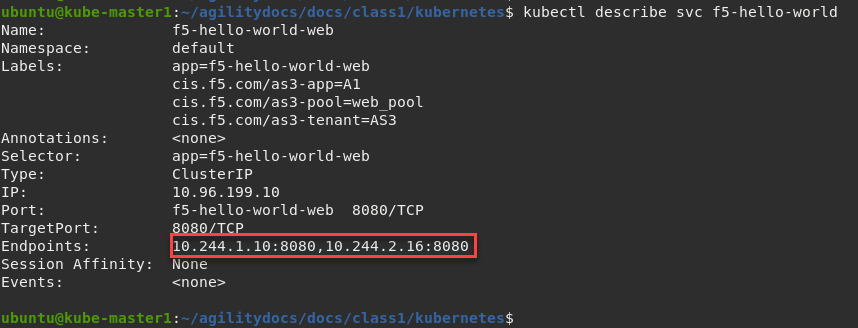 ubuntu@kube-master1:~/agilitydocs/docs/class1/kubernetes$ kubectl describe svc f5-hello-world
Name:              f5-hello-world-web
Namespace:         default
Labels:            app=f5-hello-world-web
                   cis.f5.com/as3-app=A1
                   cis.f5.com/as3-pool=web_pool
                   cis.f5.com/as3-tenant=AS3
Annotations:       <none>
Selector:          app=f5-hello-world-web
Type:              ClusterIP
IP:                10.96.199.10
Port:              f5-hello-world-web  8080/TCP
TargetPort:        8080/TCP
Endpoints:         10.244.1.10:8080,10.244.2.16:8080
Session Affinity:  None
Events:            <none>
ubuntu@kube-master1:~/agilitydocs/docs/class1/kubernetes$